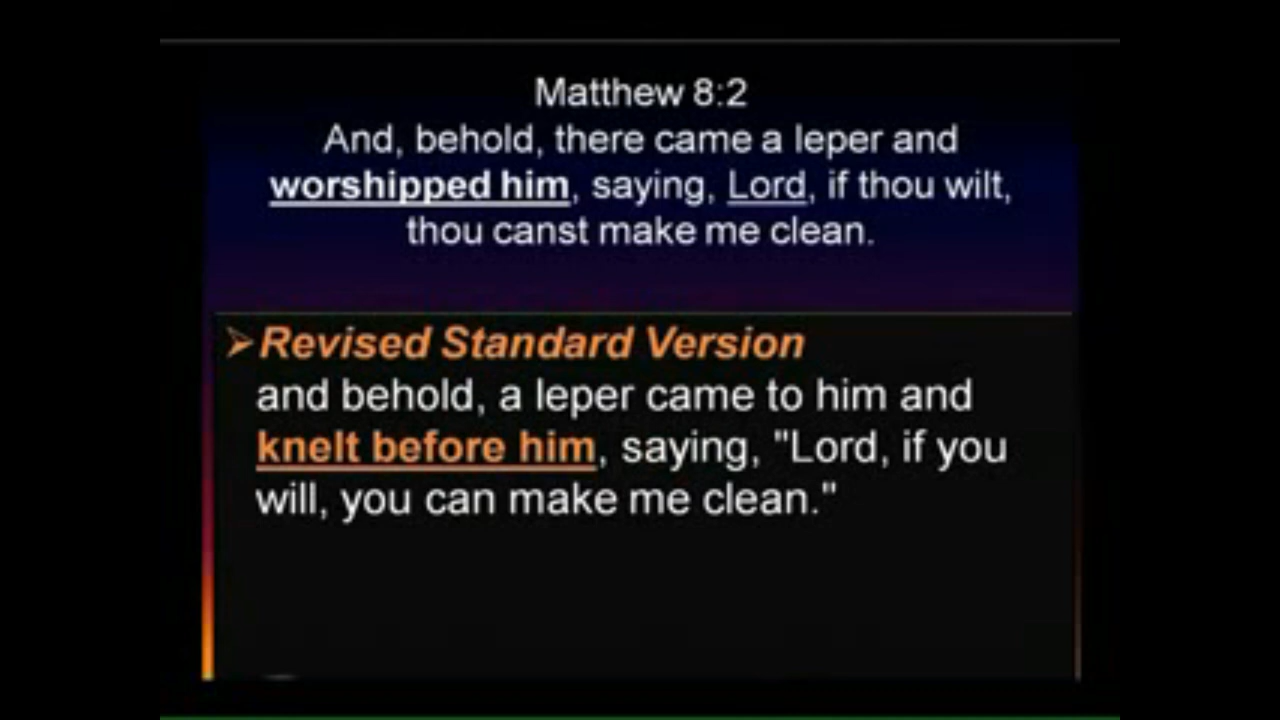 Matthew 8:2
And, behold, there came a leper and
worshipped him, saying, Lord, if thou wilt,
thou canst make me clean.
➢Revised Standard Version
and behold, a leper came to him and
knelt before him, saying, "Lord, if you
will, you can make me clean."